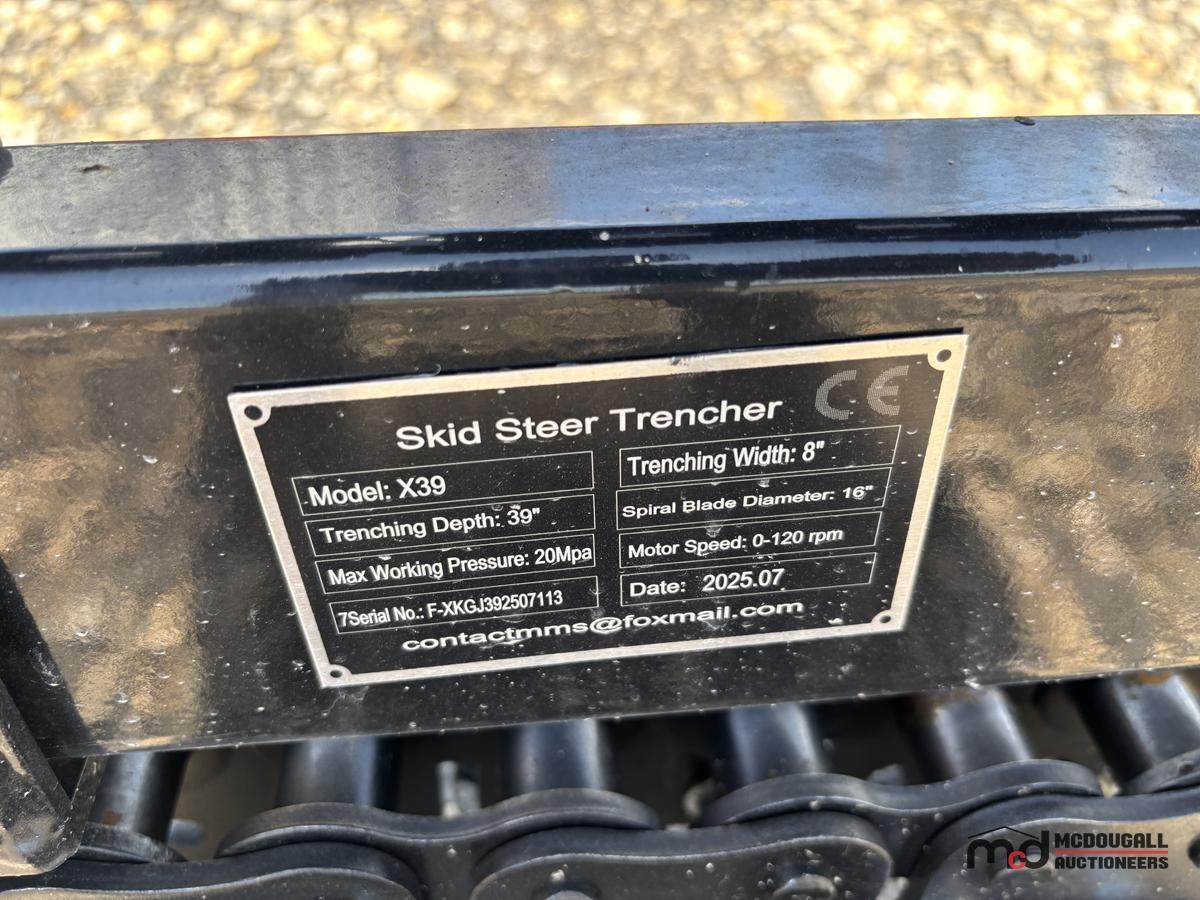 Skid Steer Trencher CE
Model: X39
Trenching Depth: 39"
Max Working Pressure: 20Mpa
7Serial No.: F-XKGJ392507113
Trenching Width: 8"
Spiral Blade Diameter: 16"
Motor Speed: 0-120 rpm
Date: 2025.07
contactmms@foxmail.com
mcd MCDOUGALL
AUCTIONEERS